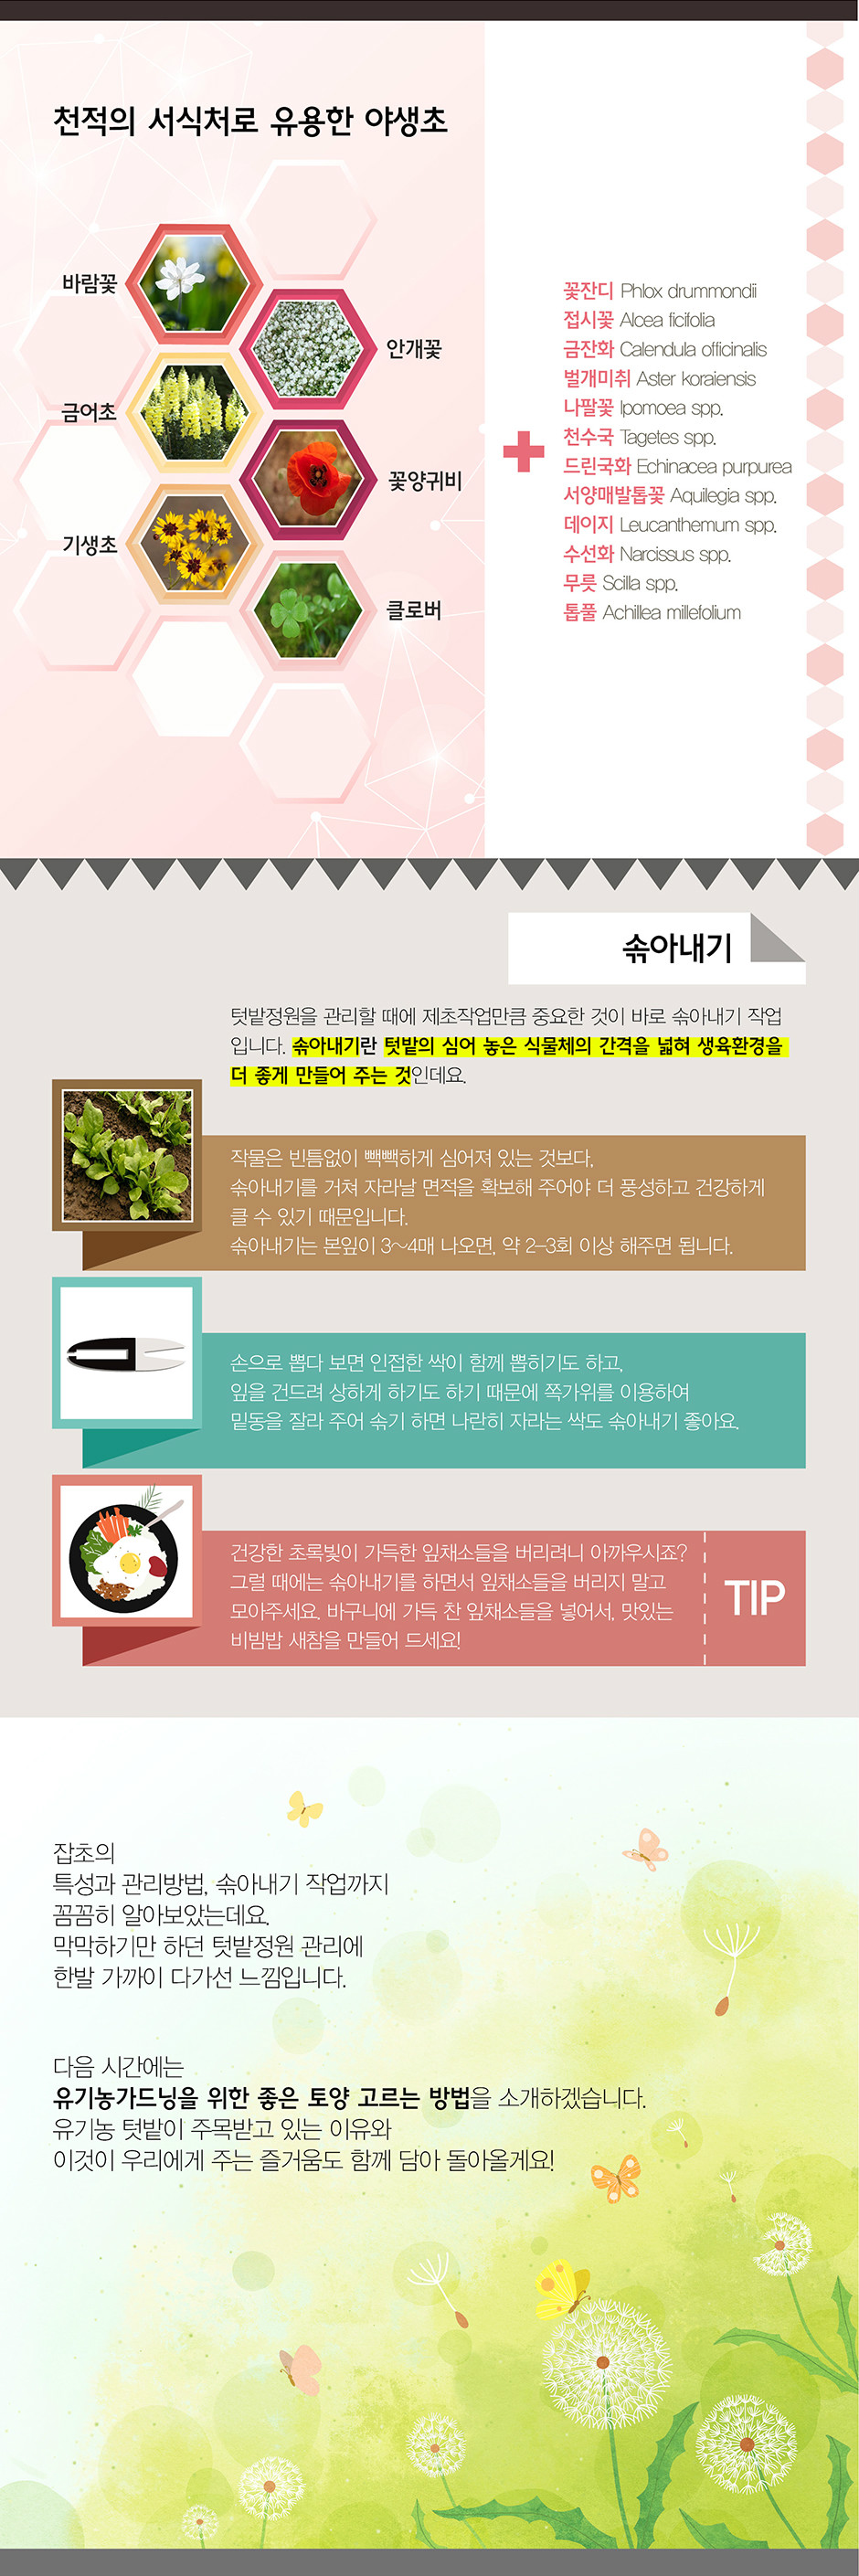 천적의 서식처로 유용한 야생초
바람꽃
안개꽃
금어초
꽃양귀비
기생초
클로버
꽃잔디 Phlox drummondii
접시꽃 Alcea ficifolia
금잔화 Calendula officinalis
벌개미취 Aster koraiensis
나팔꽃 Ipomoea spp.
천수국 Tagetes spp.
드린국화 Echinacea purpurea
서양매발톱꽃 Aquilegia spp.
데이지 Leucanthemum spp.
수선화 Narcissus spp.
무릇 Scilla spp.
톱풀 Achillea millefolium
솎아내기
텃밭정원을 관리할 때에 제초작업만큼 중요한 것이 바로 솎아내기 작업
입니다. 솎아내기란 텃밭의 심어 놓은 식물체의 간격을 넓혀 생육환경을
더 좋게 만들어 주는 것인데요.
작물은 빈틈없이 빽빽하게 심어져 있는 것보다,
솎아내기를 거쳐 자라날 면적을 확보해 주어야 더 풍성하고 건강하게
클 수 있기 때문입니다.
솎아내기는 본잎이 3~4매 나오면, 약 2-3회 이상 해주면 됩니다.
손으로 뽑다 보면 인접한 싹이 함께 뽑히기도 하고,
잎을 건드려 상하게 하기도 하기 때문에 쪽가위를 이용하여
밑동을 잘라 주어 솎기 하면 나란히 자라는 싹도 솎아내기 좋아요.
건강한 초록빛이 가득한 잎채소들을 버리려니 아까우시죠?
그럴 때에는 솎아내기를 하면서 잎채소들을 버리지 말고
모아주세요. 바구니에 가득 찬 잎채소들을 넣어서, 맛있는
비빔밥 새참을 만들어 드세요!
TIP
잡초의
특성과 관리방법, 솎아내기 작업까지
꼼꼼히 알아보았는데요.
막막하기만 하던 텃밭정원 관리에
한발 가까이 다가선 느낌입니다.
다음 시간에는
유기농가드닝을 위한 좋은 토양 고르는 방법을 소개하겠습니다.
유기농 텃밭이 주목받고 있는 이유와
이것이 우리에게 주는 즐거움도 함께 담아 돌아올게요!